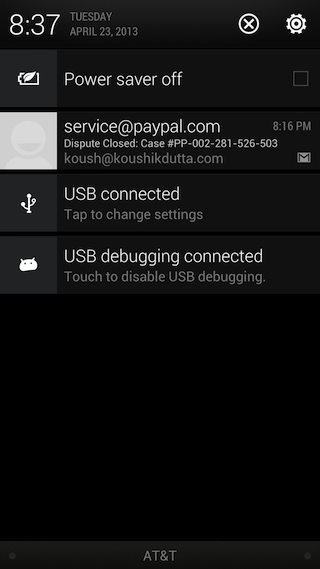 8:37
TUESDAY
APRIL 23, 2013
Power saver off
service@paypal.com 8:16 PM
Dispute Closed: Case #PP-002-281-526-503
koush@koushikdutta.com
USB connected
Tap to change settings
USB debugging connected
Touch to disable USB debugging.
AT&T